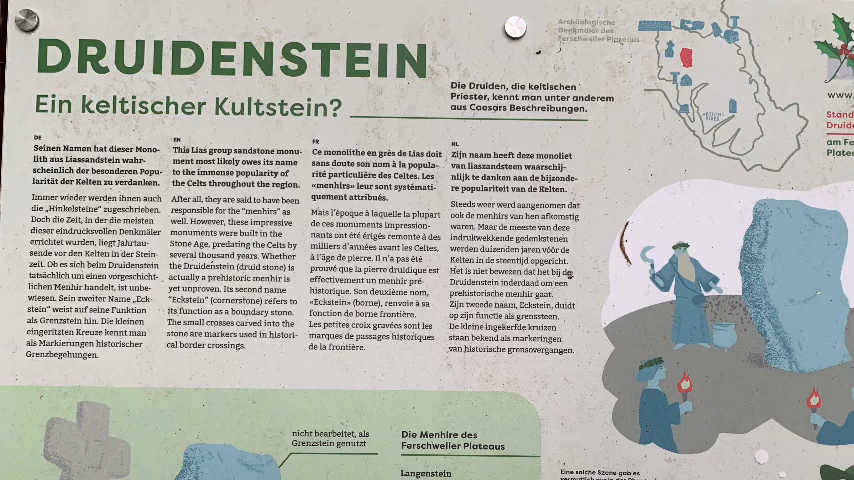 DRUIDENSTEIN
Ein keltischer Kultstein?
Die Druiden, die keltischen
Priester, kennt man unter anderem
aus Caesars Beschreibungen.
Archäologische
Denkmäler des
Ferschweiler Plateaus
www.
Stand
Druide
am Fe
Platea
DE
Seinen Namen hat dieser Mono-
lith aus Liassandstein wahr-
scheinlich der besonderen Popu-
larität der Kelten zu verdanken.
Immer wieder werden ihnen auch
die „Hinkelsteine" zugeschrieben.
Doch die Zeit, in der die meisten
dieser eindrucksvollen Denkmäler
errichtet wurden, liegt Jahrtau-
sende vor den Kelten in der Stein-
zeit. Ob es sich beim Druidenstein
tatsächlich um einen vorgeschicht-
lichen Menhir handelt, ist unbe-
wiesen. Sein zweiter Name „Eck-
stein" weist auf seine Funktion
als Grenzstein hin. Die kleinen
eingeritzten Kreuze kennt man
als Markierungen historischer
Grenzbegehungen.
EN
This Lias group sandstone monu-
ment most likely owes its name
to the immense popularity of
the Celts throughout the region.
After all, they are said to have been
responsible for the "menhirs" as
well. However, these impressive
monuments were built in the
Stone Age, predating the Celts by
several thousand years. Whether
the Druidenstein (druid stone) is
actually a prehistoric menhir is
yet unproven. Its second name
"Eckstein" (cornerstone) refers to
its function as a boundary stone.
The small crosses carved into the
stone are markers used in histori-
cal border crossings.
FR
Ce monolithe en grès de Lias doit
sans doute son nom à la popula-
rité particulière des Celtes. Les
«menhirs» leur sont systémati-
quement attribués.
Mais l'époque à laquelle la plupart
de ces monuments impression-
nants ont été érigés remonte à des
milliers d'années avant les Celtes,
à l'âge de pierre. Il n'a pas été
prouvé que la pierre druidique est
effectivement un menhir pré-
historique. Son deuxième nom,
«Eckstein» (borne), renvoie à sa
fonction de borne frontière.
Les petites croix gravées sont les
marques de passages historiques
de la frontière.
NL
Zijn naam heeft deze monoliet
van liaszandsteen waarschij-
nlijk te danken aan de bijzonde-
re populariteit van de Kelten.
Steeds weer werd aangenomen dat
ook de menhirs van hen afkomstig
waren. Maar de meeste van deze
indrukwekkende gedenkstenen
werden duizenden jaren vóór de
Kelten in de steentijd opgericht.
Het is niet bewezen dat het bij de
Druidenstein inderdaad om een
prehistorische menhir gaat.
Zijn tweede naam, Eckstein, duidt
op zijn functie als grenssteen.
De kleine ingekerfde kruizen
staan bekend als markeringen
van historische grensovergangen.
nicht bearbeitet, als
Grenzstein genutzt
Die Menhire des
Ferschweiler Plateaus
Langenstein
Eine solche Szene gab es